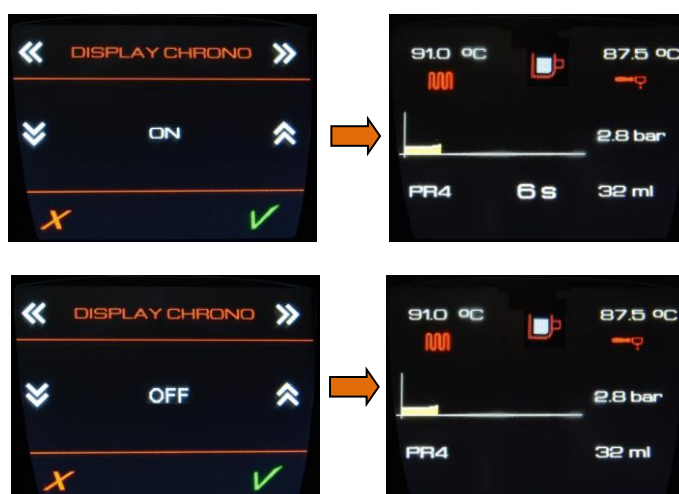 DISPLAY CHRONO
ON
91.0 ºC
87.5 ºC
2.8 bar
PR4
6 s
32 ml
DISPLAY CHRONO
OFF
91.0 ºC
87.5 ºC
2.8 bar
PR4
32 ml